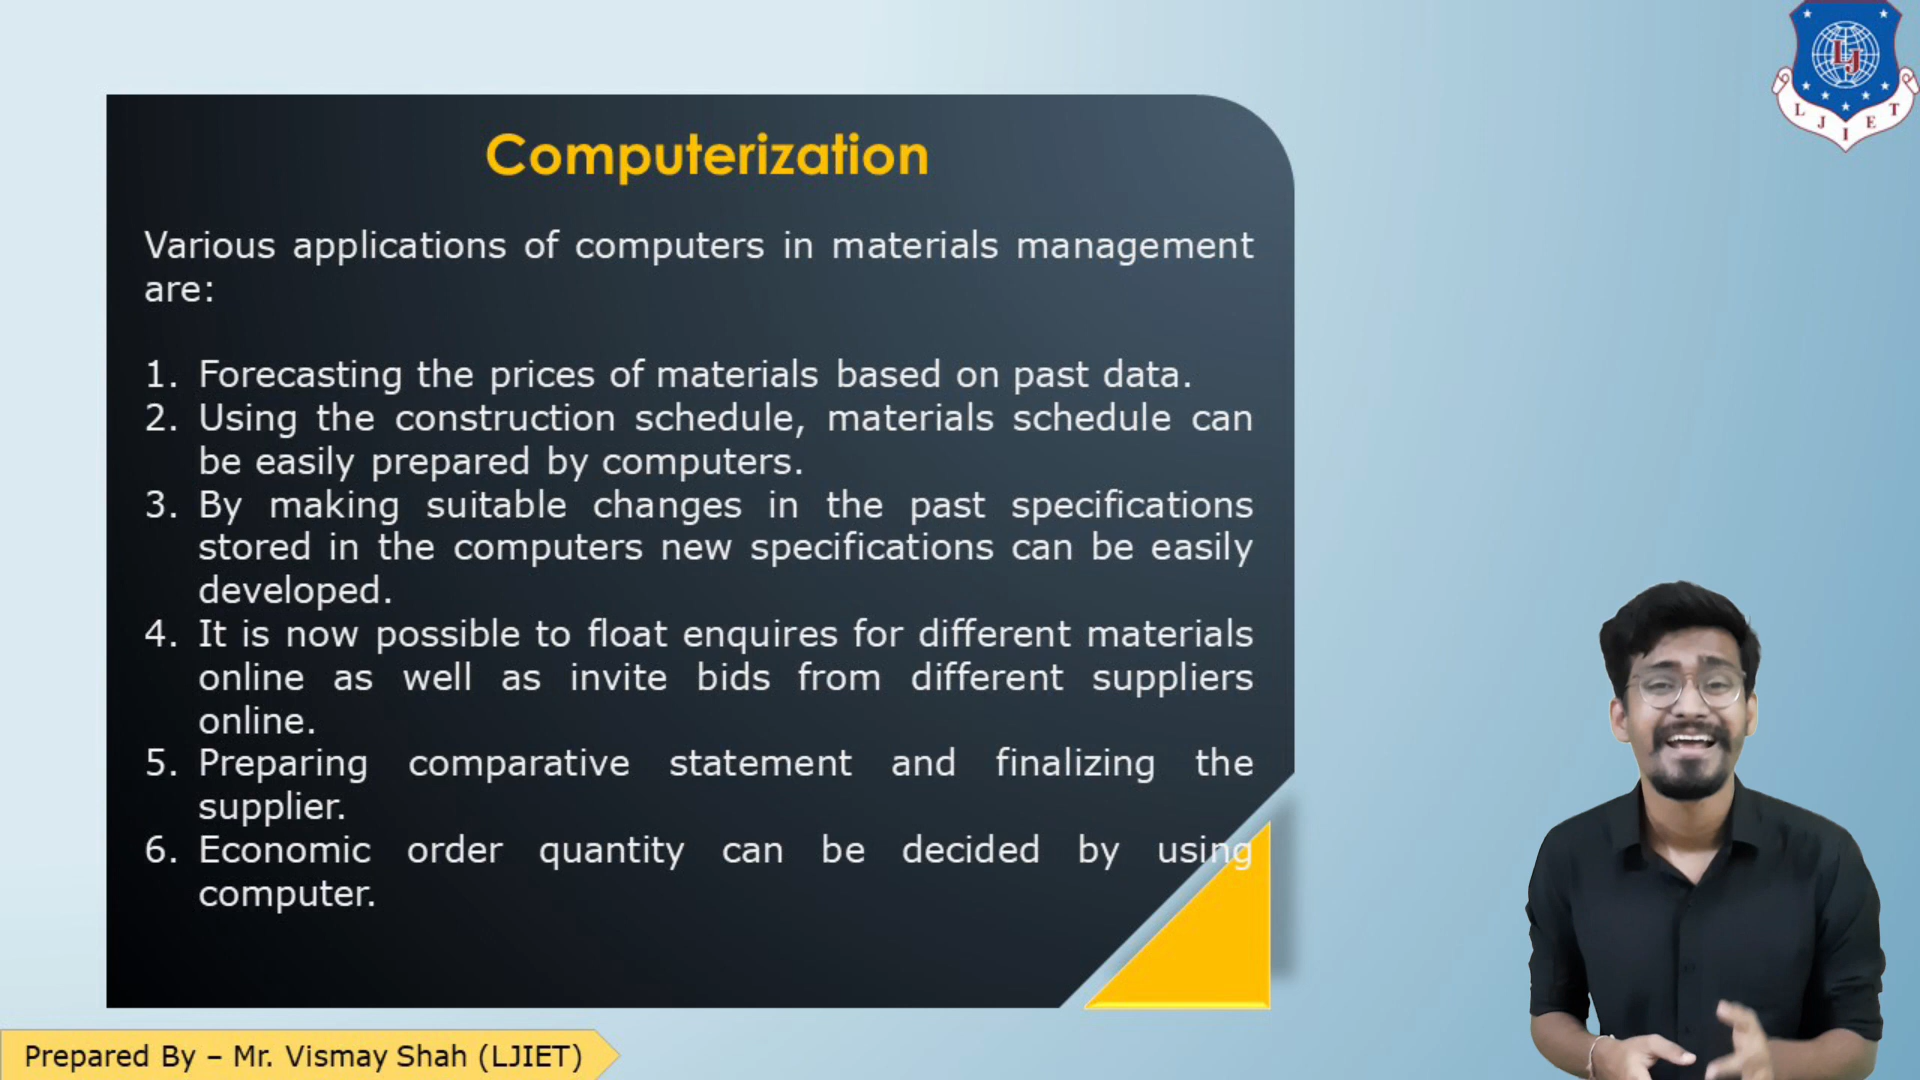 Computerization
Various applications of computers in materials management
are:
1. Forecasting the prices of materials based on past data.
2. Using the construction schedule, materials schedule can
be easily prepared by computers.
3. By making suitable changes in the past specifications
stored in the computers new specifications can be easily
developed.
4. It is now possible to float enquires for different materials
online as well as invite bids from different suppliers
online.
5. Preparing comparative statement and finalizing the
supplier.
6. Economic order quantity can be decided by using
computer.
Prepared By – Mr. Vismay Shah (LJIET)
LJ
L J I E T